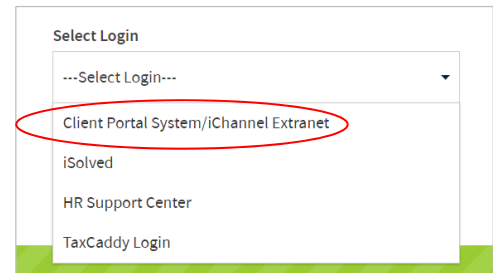 Select Login
---Select Login---
Client Portal System/iChannel Extranet
iSolved
HR Support Center
TaxCaddy Login